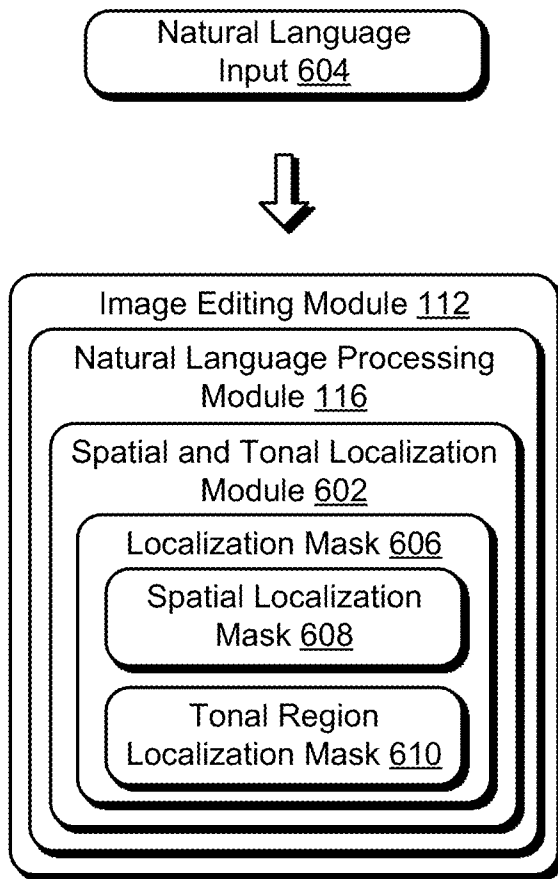 Natural Language
Input 604
Image Editing Module 112
Natural Language Processing
Module 116
Spatial and Tonal Localization
Module 602
Localization Mask 606
Spatial Localization
Mask 608
Tonal Region
Localization Mask 610